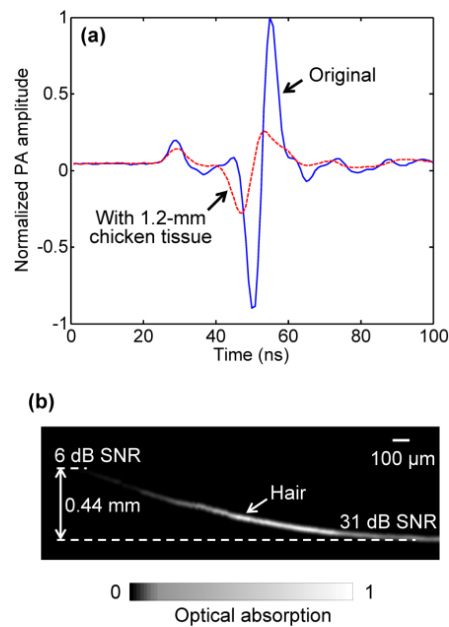 (a)
1
0.5
0
-0.5
-1
Normalized PA amplitude
Original
With 1.2-mm
chicken tissue
0 20 40 60 80 100
Time (ns)
(b)
6 dB SNR
100 µm
0.44 mm
Hair
31 dB SNR
0 1
Optical absorption